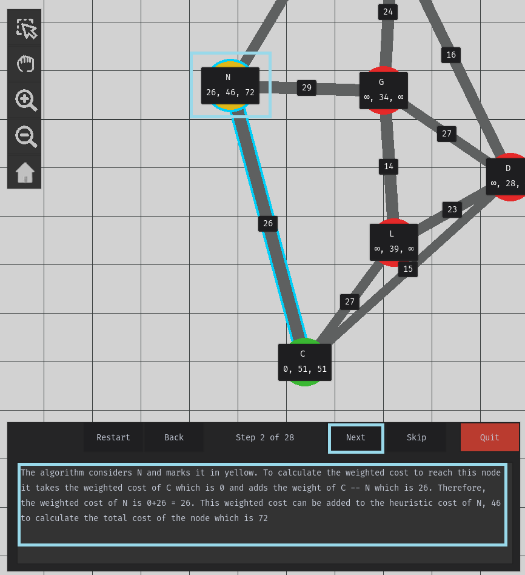 24
16
N
26, 46, 72
29
G
∞, 34, ∞
27
14
D
∞, 28,
23
26
L
∞, 39, ∞
15
27
C
0, 51, 51
Restart
Back
Step 2 of 28
Next
Skip
Quit
The algorithm considers N and marks it in yellow. To calculate the weighted cost to reach this node
it takes the weighted cost of C which is 0 and adds the weight of C -- N which is 26. Therefore,
the weighted cost of N is 0+26 = 26. This weighted cost can be added to the heuristic cost of N, 46
to calculate the total cost of the node which is 72